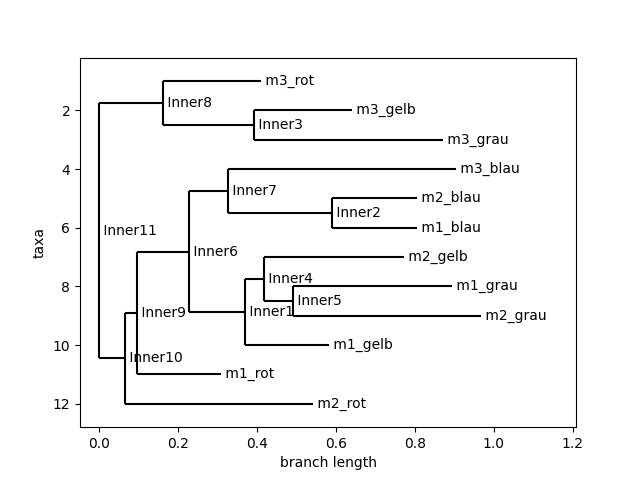 m3_rot
Inner8
m3_gelb
2
Inner3
m3_grau
4
m3_blau
Inner7
m2_blau
Inner2
6
m1_blau
Inner11
taxa
Inner6
m2_gelb
Inner4
8
m1_grau
Inner5
Inner9
Inner1
m2_grau
10
m1_gelb
Inner10
m1_rot
12
m2_rot
0.0 0.2 0.4 0.6 0.8 1.0 1.2
branch length